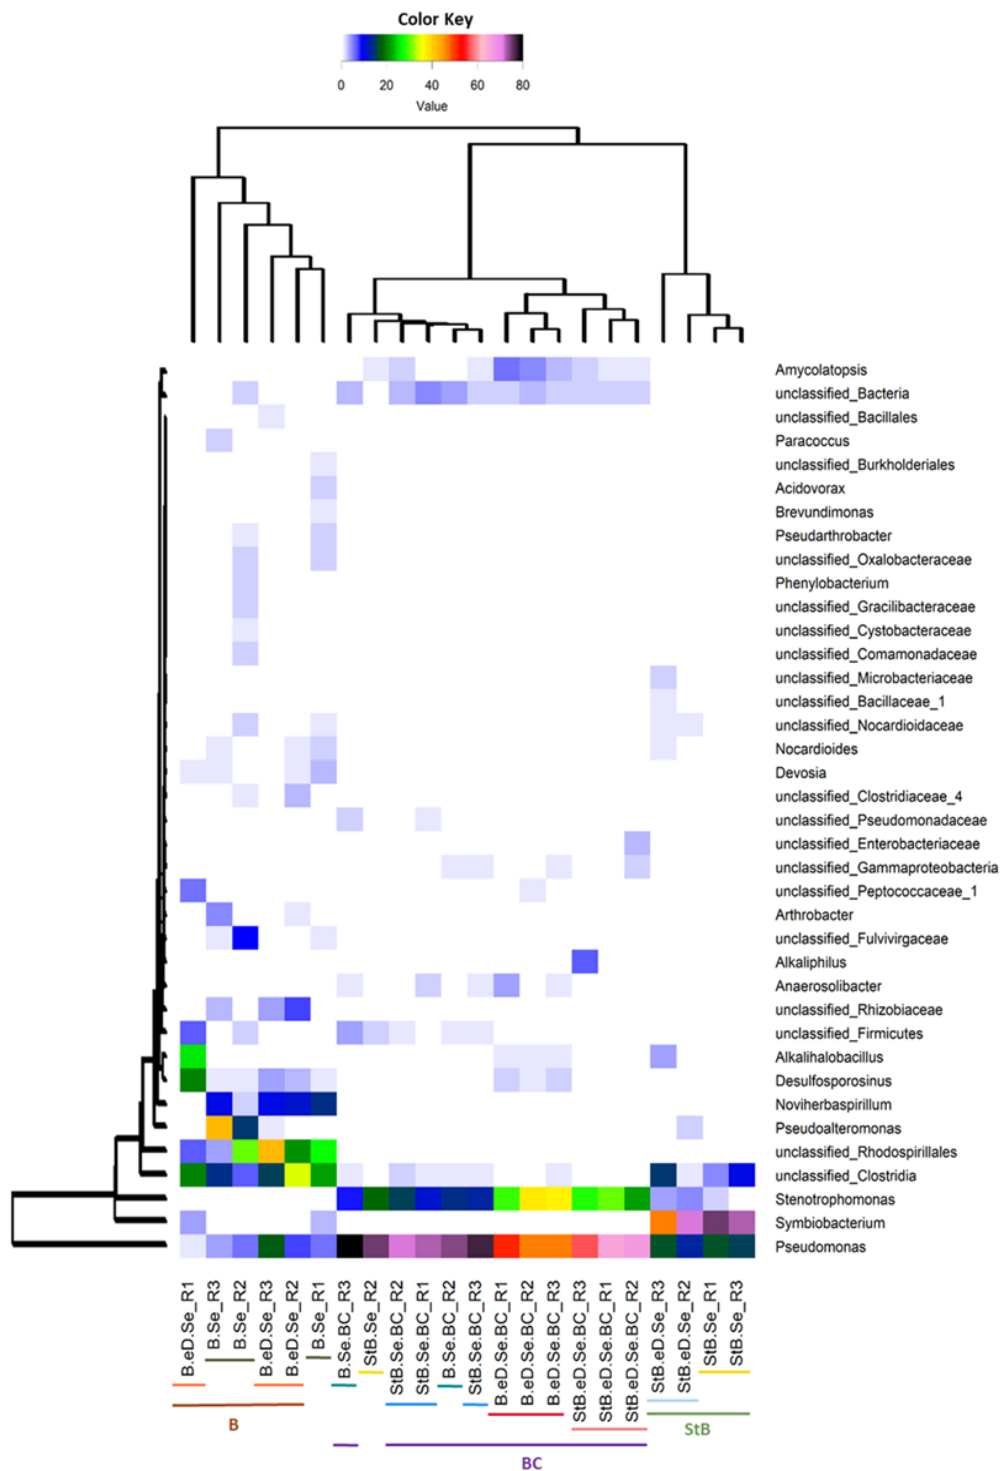 Color Key
0 20 40 60 80
Value
Amycolatopsis
unclassified_Bacteria
unclassified_Bacillales
Paracoccus
unclassified_Burkholderiales
Acidovorax
Brevundimonas
Pseudarthrobacter
unclassified_Oxalobacteraceae
Phenylobacterium
unclassified_Gracilibacteraceae
unclassified_Cystobacteraceae
unclassified_Comamonadaceae
unclassified_Microbacteriaceae
unclassified_Bacillaceae_1
unclassified_Nocardioidaceae
Nocardioides
Devosia
unclassified_Clostridiaceae_4
unclassified_Pseudomonadaceae
unclassified_Enterobacteriaceae
unclassified_Gammaproteobacteria
unclassified_Peptococcaceae_1
Arthrobacter
unclassified_Fulvivirgaceae
Alkaliphilus
Anaerosolibacter
unclassified_Rhizobiaceae
unclassified_Firmicutes
Alkalihalobacillus
Desulfosporosinus
Noviherbaspirillum
Pseudoalteromonas
unclassified_Rhodospirillales
unclassified_Clostridia
Stenotrophomonas
Symbiobacterium
Pseudomonas
B.eD.Se_R1
B.Se_R3
B.Se_R2
B.eD.Se_R3
B.eD.Se_R2
B.Se_R1
B.Se.BC_R3
StB.Se_R2
StB.Se.BC_R2
StB.Se.BC_R1
B.Se.BC_R2
StB.Se.BC_R3
B.eD.Se.BC_R1
B.eD.Se.BC_R2
B.eD.Se.BC_R3
StB.eD.Se.BC_R3
StB.eD.Se.BC_R1
StB.eD.Se.BC_R2
StB.eD.Se_R3
StB.eD.Se_R2
StB.Se_R1
StB.Se_R3
B
StB
BC